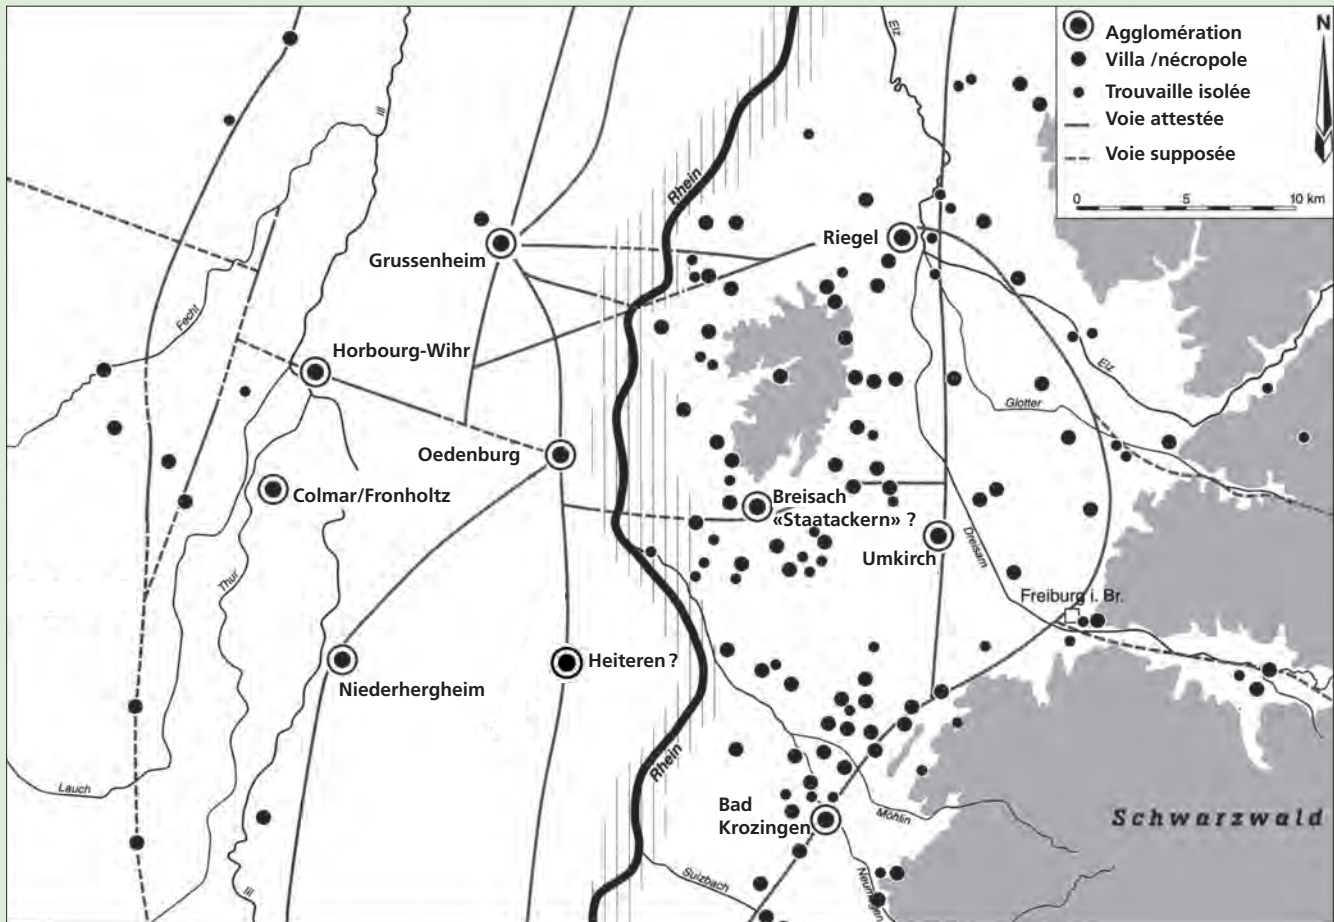 Agglomération
Villa /nécropole
Trouvaille isolée
Voie attestée
Voie supposée
0 5 10 km
N
Elz
Ill
Rhein
Riegel
Grussenheim
Fecht
Horbourg-Wihr
Elz
Glotter
Oedenburg
Colmar/Fronholtz
Breisach
«Staatackern» ?
Umkirch
Dreisam
Thur
Freiburg i. Br.
Heiteren ?
Niederhergheim
Rhein
Lauch
Bad
Krozingen
Möhlin
Schwarzwald
Sulzbach
Neumagen
Ill